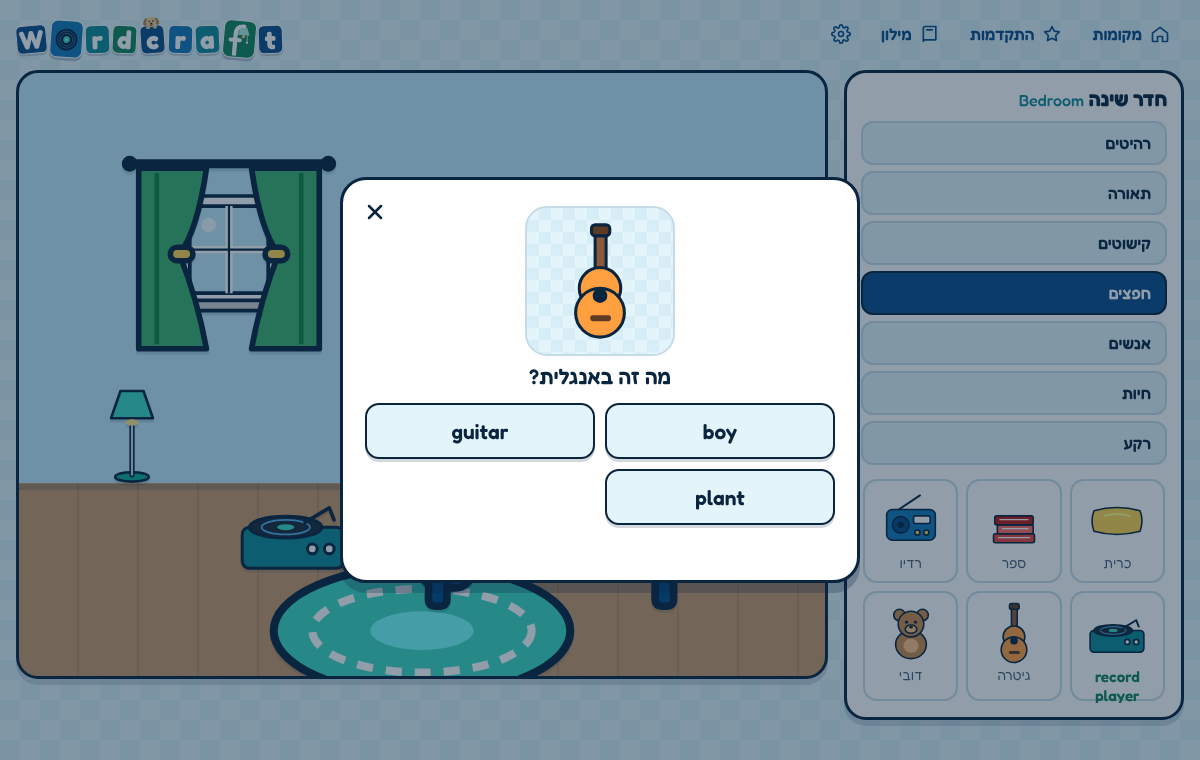 Wordcraft
מקומות
התקדמות
מילון
חדר שינה Bedroom
רהיטים
תאורה
קישוטים
חפצים
אנשים
חיות
רקע
כרית
ספר
רדיו
record
player
גיטרה
דובי
מה זה באנגלית?
boy
guitar
plant